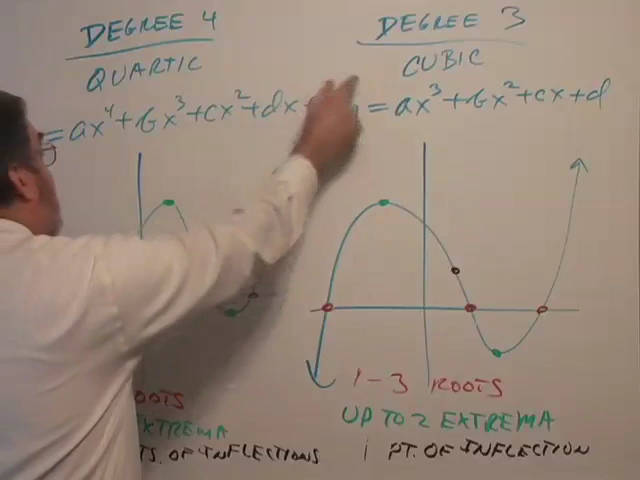 DEGREE 4
QUARTIC
= ax⁴ + bx³ + cx² + dx +
OOTS
EXTREMA
TS. OF INFLECTIONS
DEGREE 3
CUBIC
= ax³ + bx² + cx + d
1-3 ROOTS
UP TO 2 EXTREMA
1 PT. OF INFLECTION